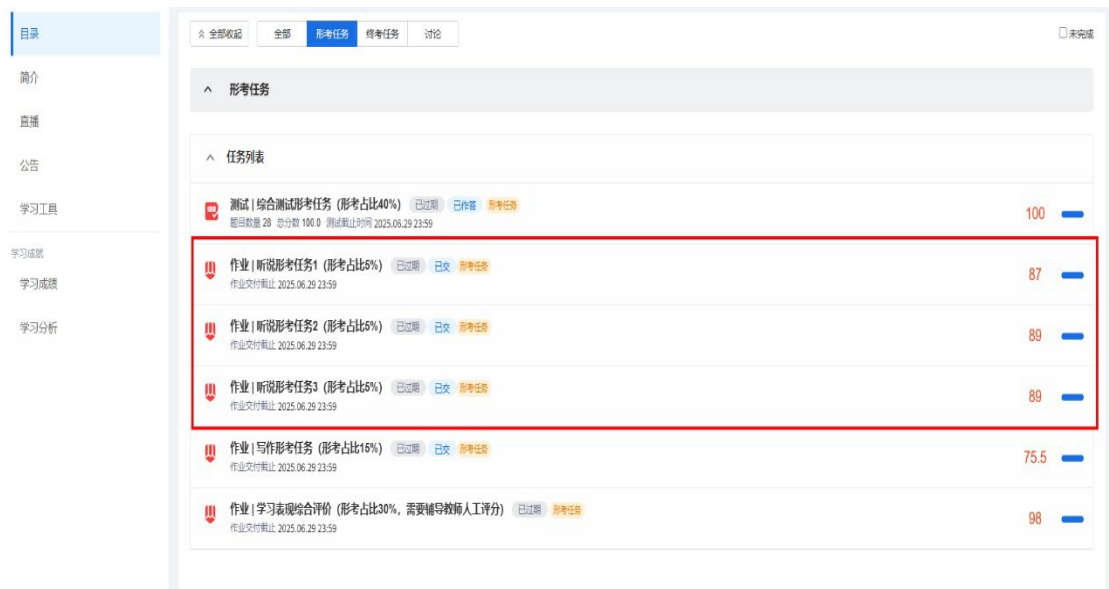 目录
简介
直播
公告
学习工具
学习成就
学习成绩
学习分析
全部收起 全部 形考任务 终考任务 讨论 未完成
形考任务
任务列表
测试 | 综合测试形考任务 (形考占比40%) 已过期 已作答 形考任务
题目数量 28 总分数 100.0 测试截止时间 2025.06.29 23:59
100
作业 | 听说形考任务1 (形考占比5%) 已过期 已交 形考任务
作业交付截止 2025.06.29 23:59
87
作业 | 听说形考任务2 (形考占比5%) 已过期 已交 形考任务
作业交付截止 2025.06.29 23:59
89
作业 | 听说形考任务3 (形考占比5%) 已过期 已交 形考任务
作业交付截止 2025.06.29 23:59
89
作业 | 写作形考任务 (形考占比15%) 已过期 已交 形考任务
作业交付截止 2025.06.29 23:59
75.5
作业 | 学习表现综合评价 (形考占比30%, 需要辅导教师人工评分) 已过期 形考任务
作业交付截止 2025.06.29 23:59
98